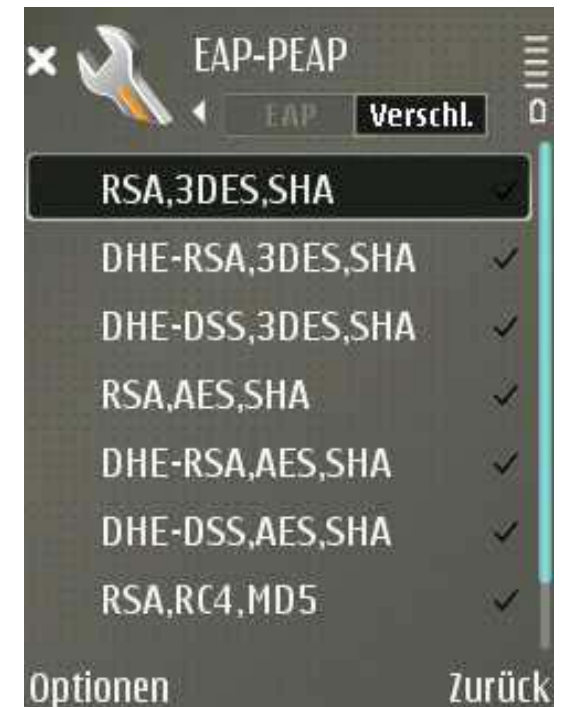 EAP-PEAP
EAP Verschl.
RSA,3DES,SHA
DHE-RSA,3DES,SHA
DHE-DSS,3DES,SHA
RSA,AES,SHA
DHE-RSA,AES,SHA
DHE-DSS,AES,SHA
RSA,RC4,MD5
Optionen Zurück